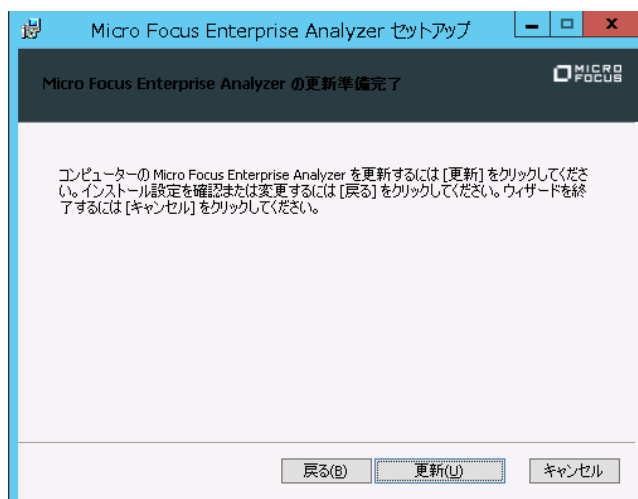 Micro Focus Enterprise Analyzer セットアップ
MICRO
FOCUS
Micro Focus Enterprise Analyzer の更新準備完了
コンピューターの Micro Focus Enterprise Analyzer を更新するには [更新] をクリックしてくださ
い。インストール設定を確認または変更するには [戻る] をクリックしてください。ウィザードを終
了するには [キャンセル] をクリックしてください。
戻る(B) 更新(U) キャンセル